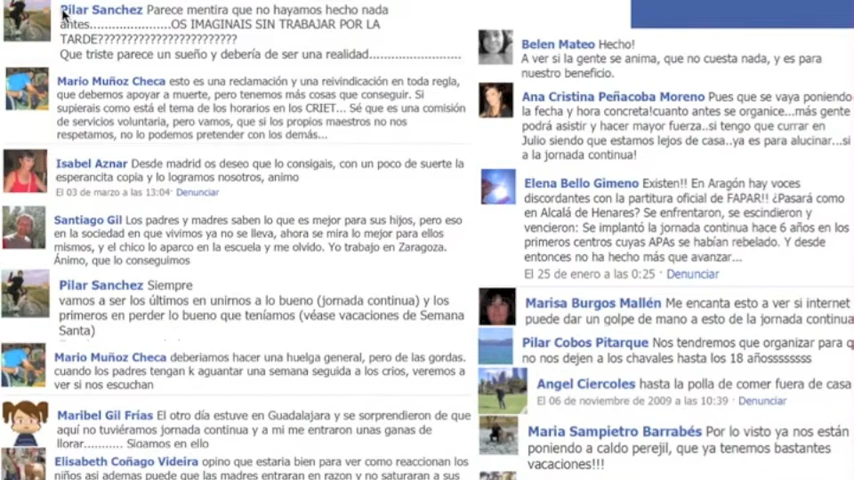 Pilar Sanchez Parece mentira que no hayamos hecho nada
antes.....................OS IMAGINAIS SIN TRABAJAR POR LA
TARDE????????????????????????
Que triste parece un sueño y debería de ser una realidad........................
Mario Muñoz Checa esto es una reclamación y una reivindicación en toda regla,
que debemos apoyar a muerte, pero tenemos más cosas que conseguir. Si
supierais como está el tema de los horarios en los CRIET... Sé que es una comisión
de servicios voluntaria, pero vamos, que si los propios maestros no nos
respetamos, no lo podemos pretender con los demás...
Isabel Aznar Desde madrid os deseo que lo consigais, con un poco de suerte la
esperancita copia y lo logramos nosotros, animo
El 03 de marzo a las 13:04 · Denunciar
Santiago Gil Los padres y madres saben lo que es mejor para sus hijos, pero eso
en la sociedad en que vivimos ya no se lleva, ahora se mira lo mejor para ellos
mismos, y el chico lo aparco en la escuela y me olvido. Yo trabajo en Zaragoza.
Ánimo, que lo conseguimos
Pilar Sanchez Siempre
vamos a ser los últimos en unirnos a lo bueno (jornada continua) y los
primeros en perder lo bueno que teníamos (véase vacaciones de Semana
Santa)
Mario Muñoz Checa deberiamos hacer una huelga general, pero de las gordas.
cuando los padres tengan k aguantar una semana seguida a los crios, veremos a
ver si nos escuchan
Maribel Gil Frias El otro día estuve en Guadalajara y se sorprendieron de que
aquí no tuviéramos jornada continua y a mi me entraron unas ganas de
llorar........... Sigamos en ello
Elisabeth Coñago Videira opino que estaria bien para ver como reaccionan los
niños asi ademas puede que las madres entraran en razon y no saturaran a sus
Belen Mateo Hecho!
A ver si la gente se anima, que no cuesta nada, y es para
nuestro beneficio.
Ana Cristina Peñacoba Moreno Pues que se vaya poniendo
la fecha y hora concreta!cuanto antes se organice...más gente
podrá asistir y hacer mayor fuerza..si tengo que currar en
Julio siendo que estamos lejos de casa..ya es para alucinar...si
a la jornada continua!
Elena Bello Gimeno Existen!! En Aragón hay voces
discordantes con la partitura oficial de FAPAR!! ¿Pasará como
en Alcalá de Henares? Se enfrentaron, se escindieron y
vencieron: Se implantó la jornada continua hace 6 años en los
primeros centros cuyas APAs se habían rebelado. Y desde
entonces no ha hecho más que avanzar...
El 25 de enero a las 0:25 · Denunciar
Marisa Burgos Mallén Me encanta esto a ver si internet
puede dar un golpe de mano a esto de la jornada continua
Pilar Cobos Pitarque Nos tendremos que organizar para q
no nos dejen a los chavales hasta los 18 añosssssss
Angel Ciercoles hasta la polla de comer fuera de casa
El 06 de noviembre de 2009 a las 10:39 · Denunciar
Maria Sampietro Barrabés Por lo visto ya nos están
poniendo a caldo perejil, que ya tenemos bastantes
vacaciones!!!